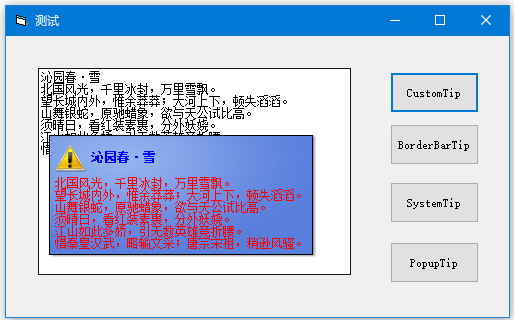 测试
沁园春·雪
北国风光，千里冰封，万里雪飘。
望长城内外，惟余莽莽；大河上下，顿失滔滔。
山舞银蛇，原驰蜡象，欲与天公试比高。
须晴日，看红装素裹，分外妖娆。
沁园春·雪
北国风光，千里冰封，万里雪飘。
望长城内外，惟余莽莽；大河上下，顿失滔滔。
山舞银蛇，原驰蜡象，欲与天公试比高。
须晴日，看红装素裹，分外妖娆。
江山如此多娇，引无数英雄竞折腰。
惜秦皇汉武，略输文采；唐宗宋祖，稍逊风骚。
CustomTip
BorderBarTip
SystemTip
PopupTip